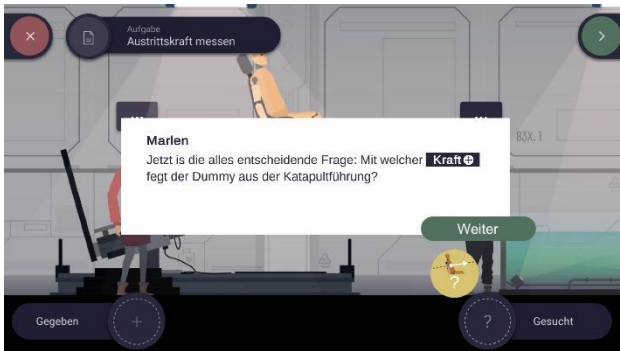 Aufgabe
Austrittskraft messen
83X. 1
Marlen
Jetzt is die alles entscheidende Frage: Mit welcher Kraft
fegt der Dummy aus der Katapultführung?
Weiter
?
Gegeben
+
?
Gesucht